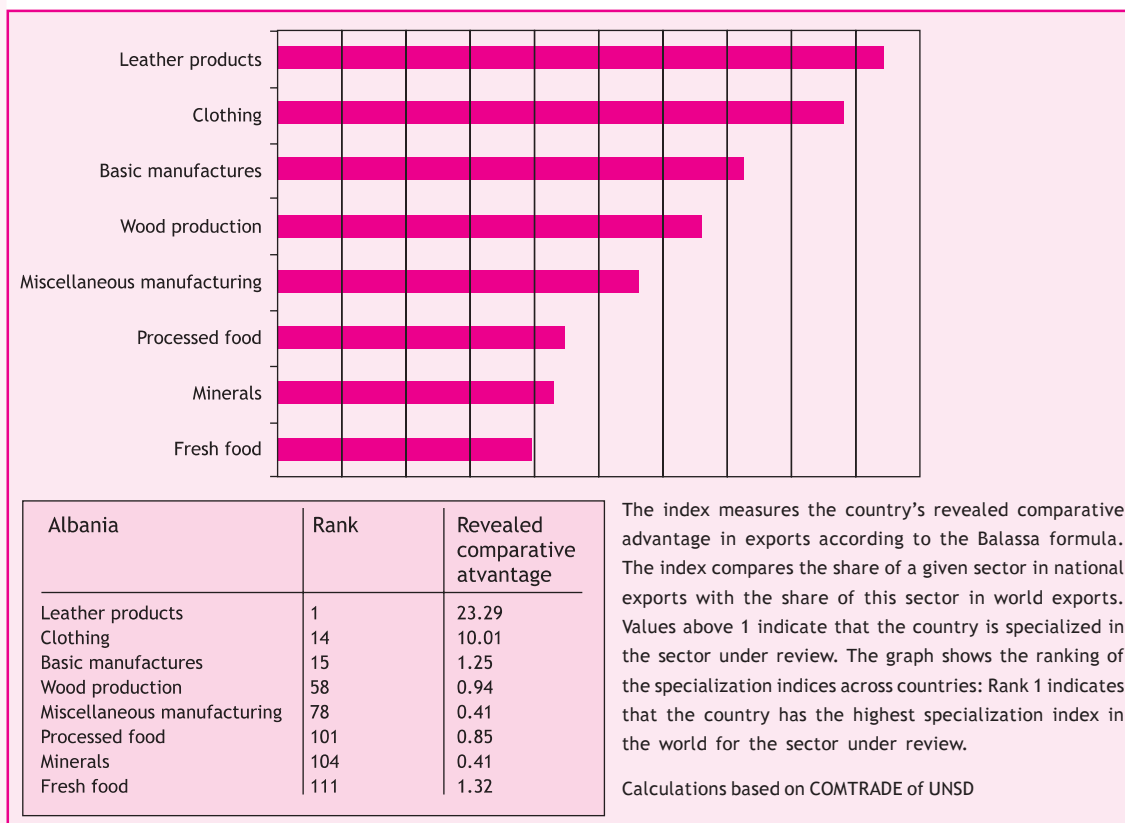 Leather products
Clothing
Basic manufactures
Wood production
Miscellaneous manufacturing
Processed food
Minerals
Fresh food
Albania Rank Revealed
comparative
atvantage
Leather products 1 23.29
Clothing 14 10.01
Basic manufactures 15 1.25
Wood production 58 0.94
Miscellaneous manufacturing 78 0.41
Processed food 101 0.85
Minerals 104 0.41
Fresh food 111 1.32
The index measures the country's revealed comparative
advantage in exports according to the Balassa formula.
The index compares the share of a given sector in national
exports with the share of this sector in world exports.
Values above 1 indicate that the country is specialized in
the sector under review. The graph shows the ranking of
the specialization indices across countries: Rank 1 indicates
that the country has the highest specialization index in
the world for the sector under review.
Calculations based on COMTRADE of UNSD